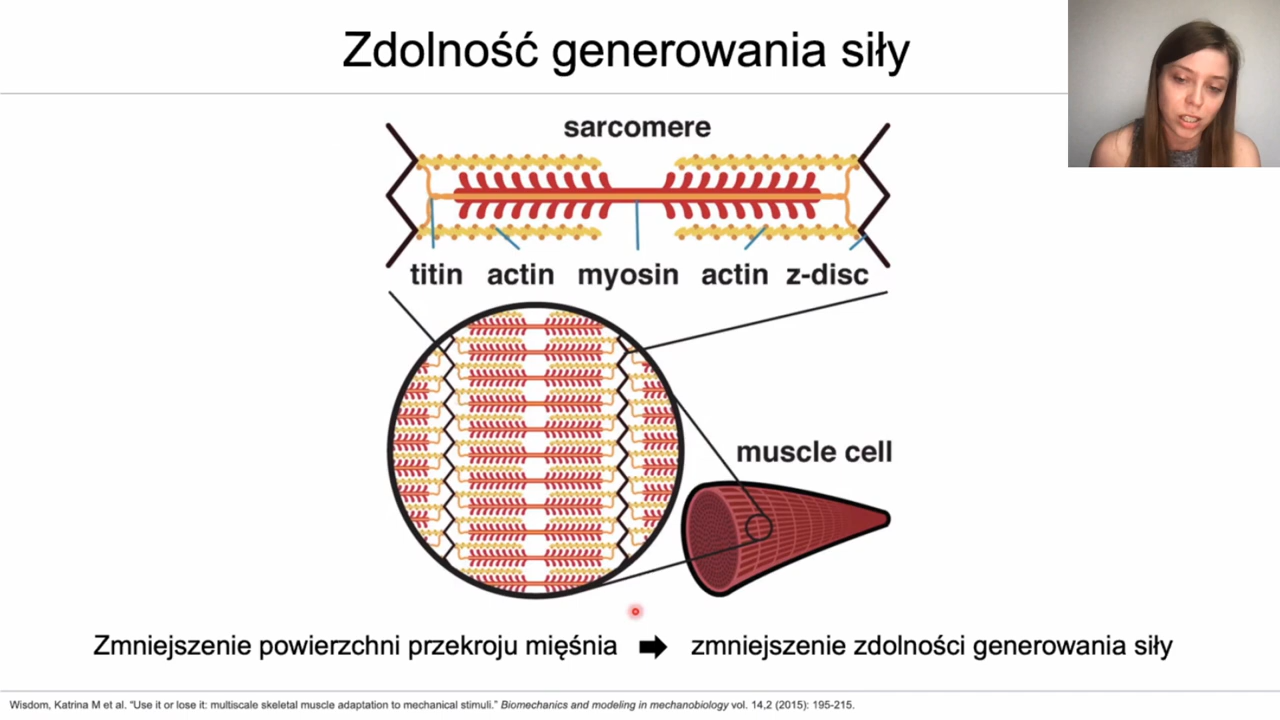 Zdolność generowania siły
sarcomere
titin actin myosin actin z-disc
muscle cell
Zmniejszenie powierzchni przekroju mięśnia ➡ zmniejszenie zdolności generowania siły
Wisdom, Katrina M et al. “Use it or lose it: multiscale skeletal muscle adaptation to mechanical stimuli.” Biomechanics and modeling in mechanobiology vol. 14,2 (2015): 195-215.